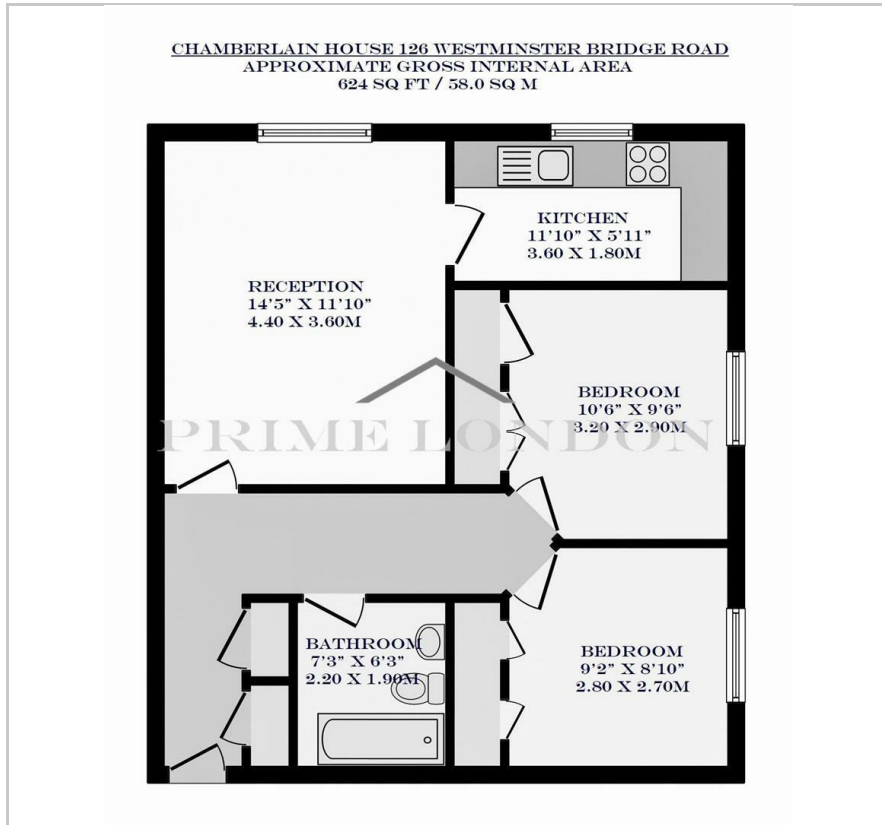 CHAMBERLAIN HOUSE 126 WESTMINSTER BRIDGE ROAD
APPROXIMATE GROSS INTERNAL AREA
624 SQ FT / 58.0 SQ M
KITCHEN
11'10" X 5'11"
3.60 X 1.80M
RECEPTION
14'5" X 11'10"
4.40 X 3.60M
BEDROOM
10'6" X 9'6"
3.20 X 2.90M
PRIME LONDON
BATHROOM
7'3" X 6'3"
2.20 X 1.90M
BEDROOM
9'2" X 8'10"
2.80 X 2.70M